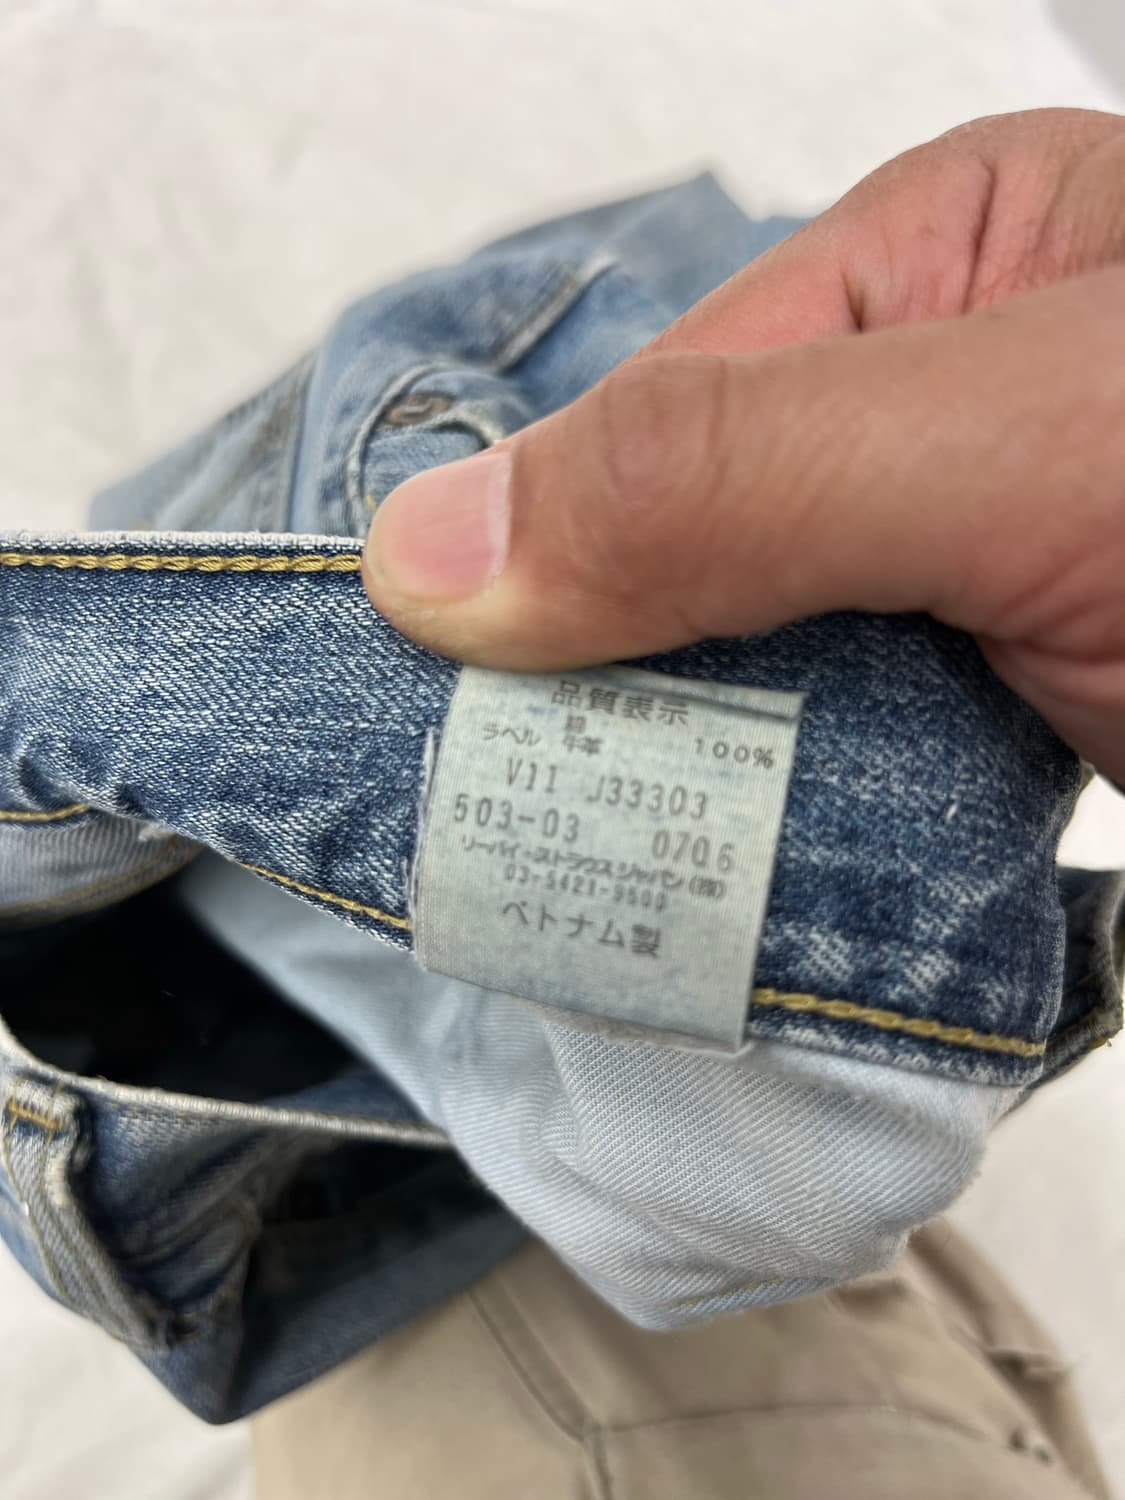 品質表示
綿 100%
ラベル 牛革
V11 J33303
503-03 0706
リーバイ・ストラウスジャパン(株)
03-5421-9500
ベトナム製